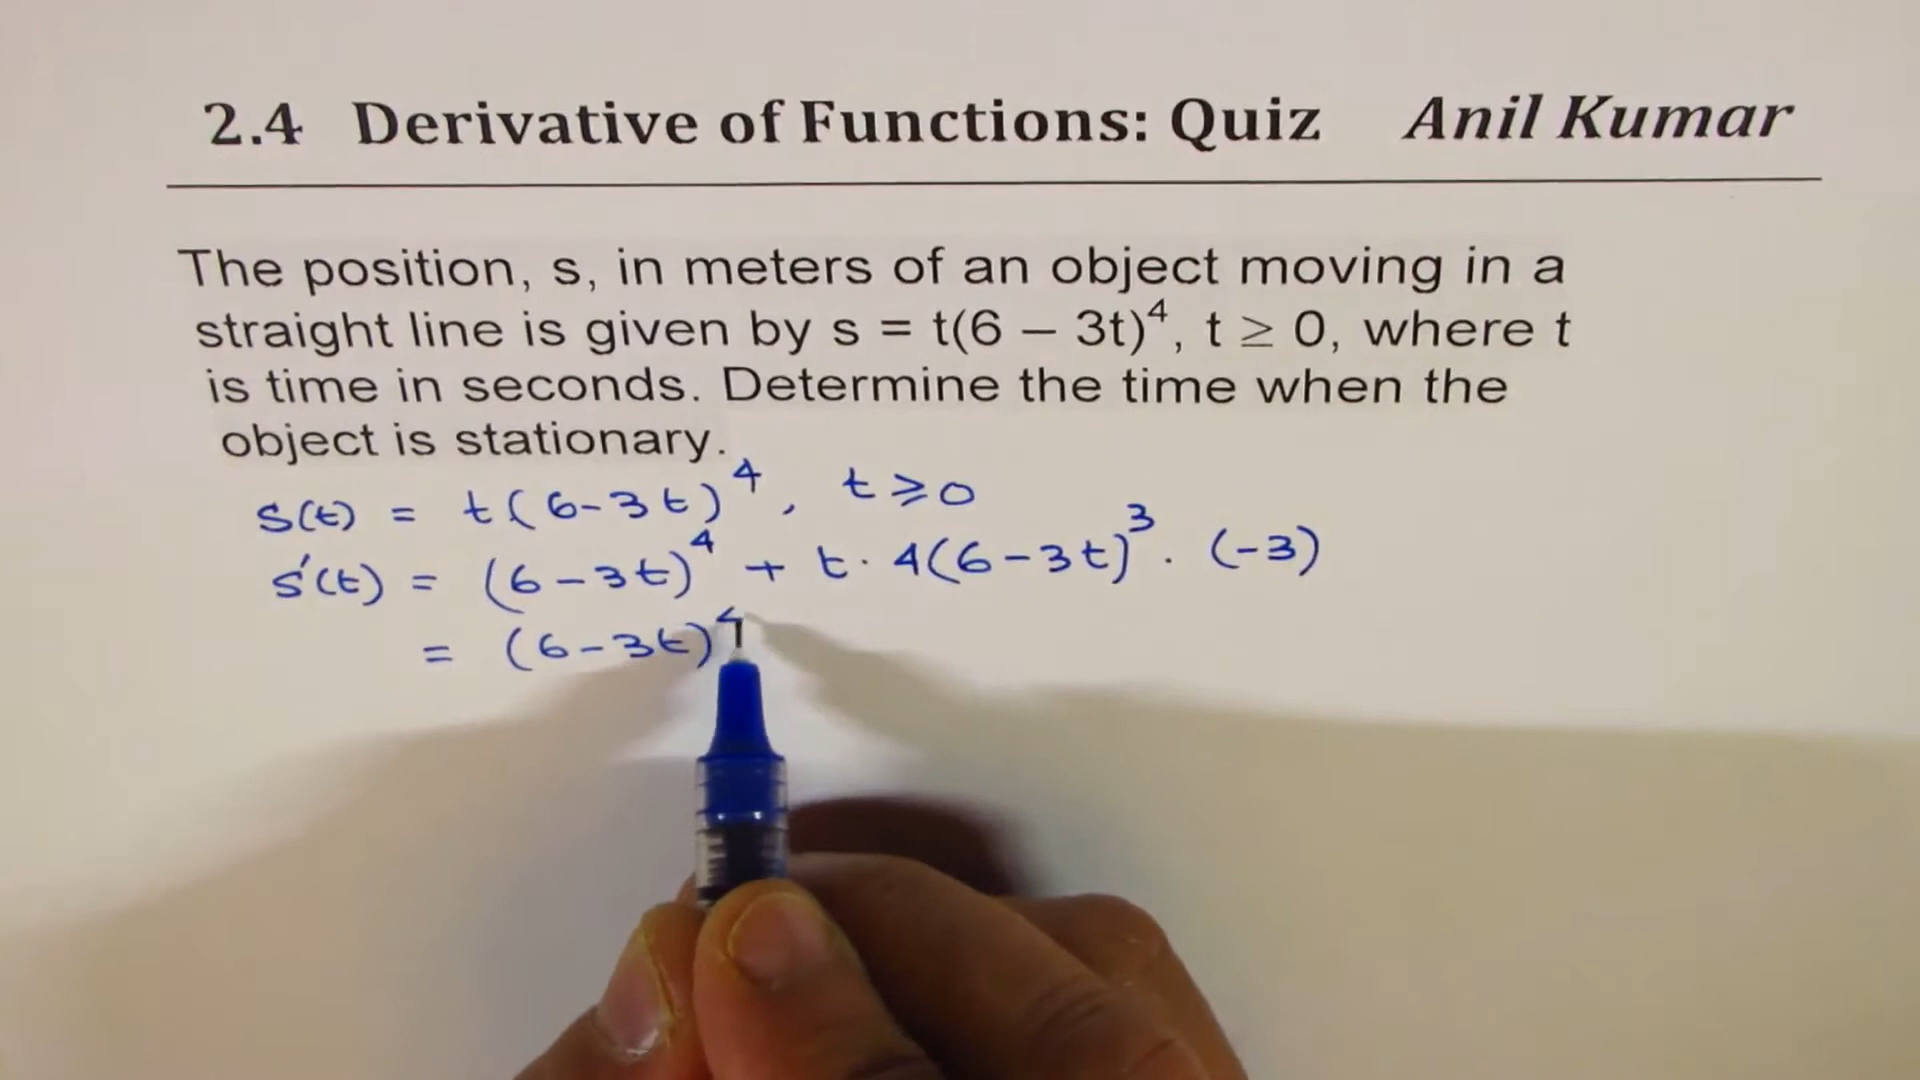 2.4 Derivative of Functions: Quiz Anil Kumar
The position, s, in meters of an object moving in a
straight line is given by s = t(6 – 3t)⁴, t ≥ 0, where t
is time in seconds. Determine the time when the
object is stationary.
s(t) = t(6-3t)⁴, t ≥ 0
s'(t) = (6-3t)⁴ + t · 4(6-3t)³ · (-3)
= (6-3t)⁴